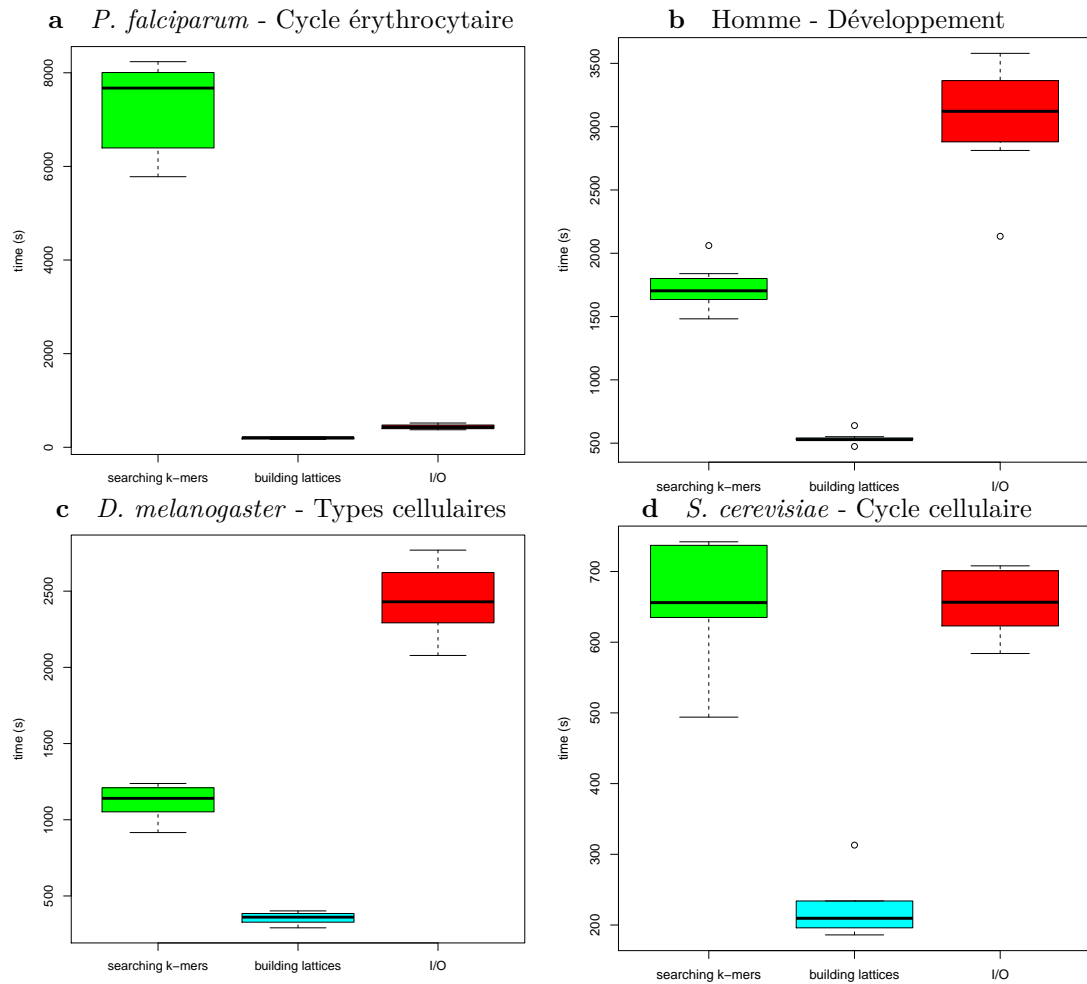 a P. falciparum - Cycle érythrocytaire
8000
6000
4000
2000
0
time (s)
searching k−mers building lattices I/O
b Homme - Développement
3500
3000
2500
2000
1500
1000
500
time (s)
searching k−mers building lattices I/O
c D. melanogaster - Types cellulaires
2500
2000
1500
1000
500
time (s)
searching k−mers building lattices I/O
d S. cerevisiae - Cycle cellulaire
700
600
500
400
300
200
time (s)
searching k−mers building lattices I/O